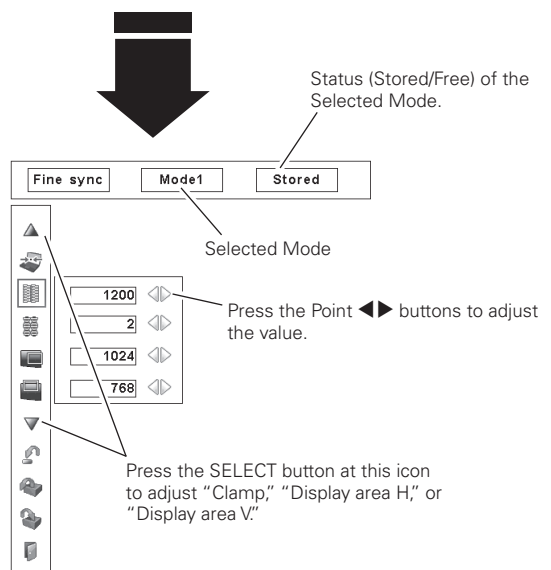 Status (Stored/Free) of the
Selected Mode.
Fine sync Mode1 Stored
Selected Mode
1200
2
1024
768
Press the Point ◀▶ buttons to adjust
the value.
Press the SELECT button at this icon
to adjust “Clamp,” “Display area H,” or
“Display area V.”